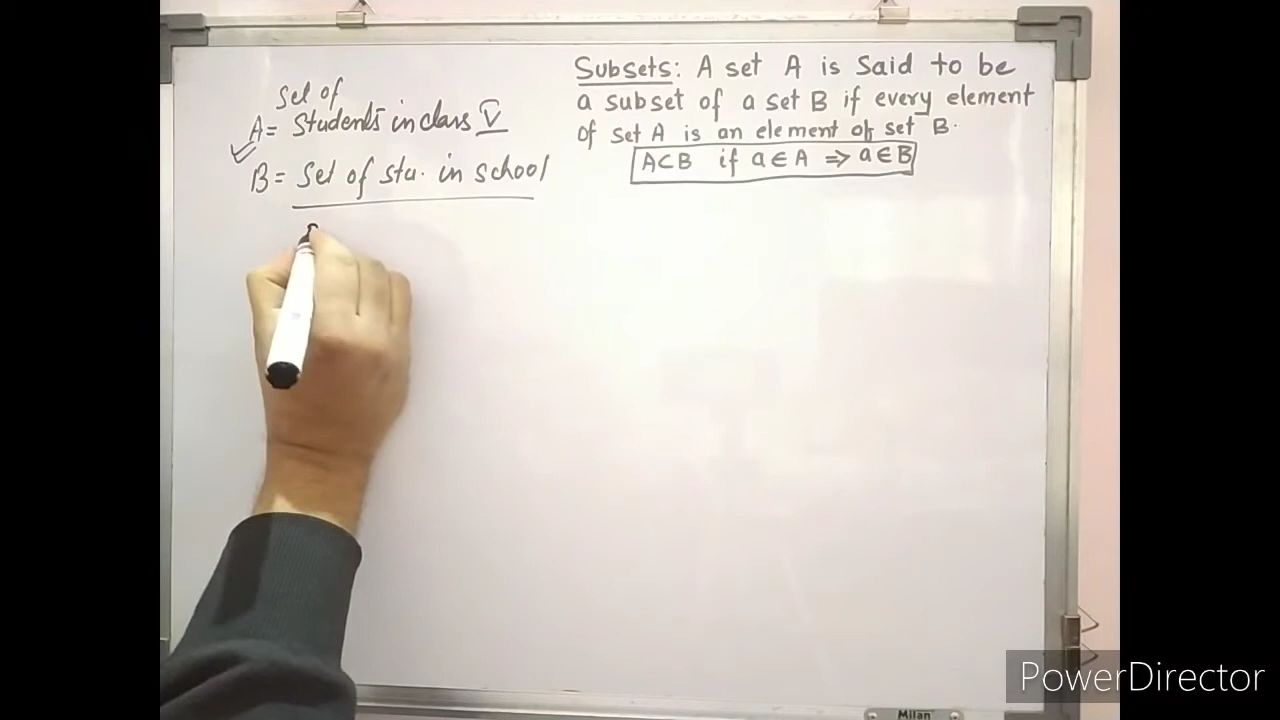 Set of
A = Students in class V
B = Set of stu. in school
Subsets: A set A is said to be
a subset of a set B if every element
of set A is an element of set B.
A⊂B if a∈A ⇒ a∈B
Milan
PowerDirector